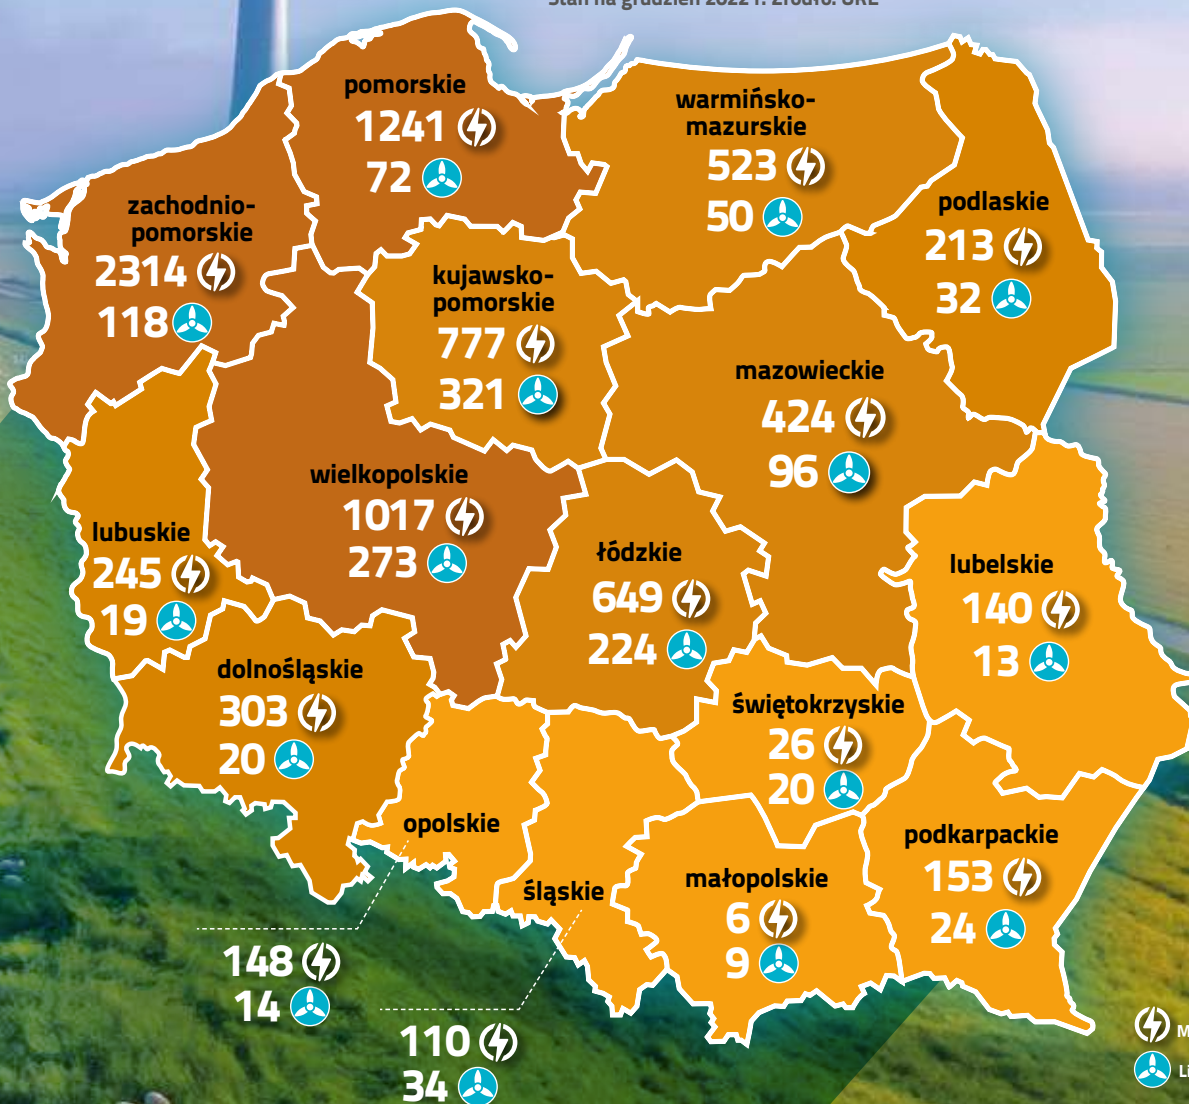 pomorskie
1241
72
warmińsko-
mazurskie
523
50
podlaskie
213
32
zachodnio-
pomorskie
2314
118
kujawsko-
pomorskie
777
321
mazowieckie
424
96
wielkopolskie
1017
273
lubuskie
245
19
łódzkie
649
224
lubelskie
140
13
dolnośląskie
303
20
świętokrzyskie
26
20
opolskie
148
14
śląskie
110
34
małopolskie
6
9
podkarpackie
153
24